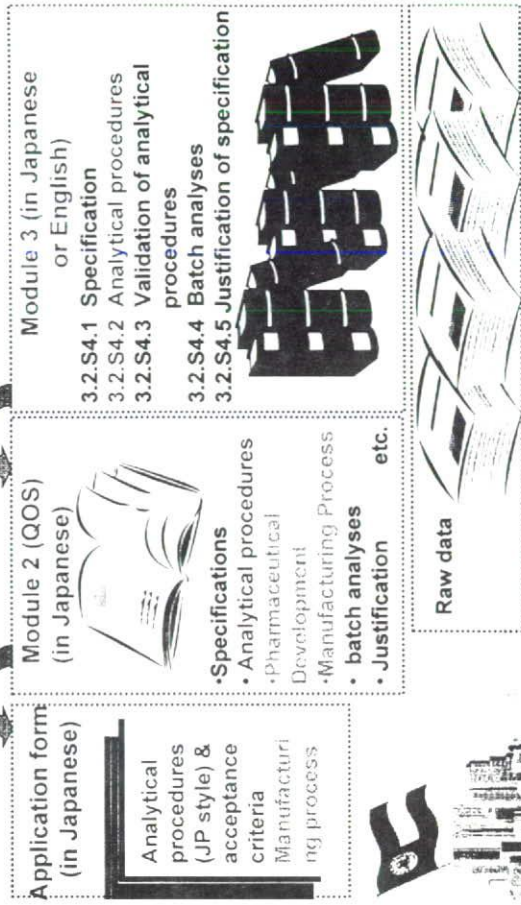 Application form
(in Japanese)
Analytical
procedures
(JP style) &
acceptance
criteria
Manufacturi
ng process
Module 2 (QOS)
(in Japanese)
•Specifications
• Analytical procedures
•Pharmaceutical
Development
•Manufacturing Process
• batch analyses
• Justification etc.
Module 3 (in Japanese
or English)
3.2.S4.1 Specification
3.2.S4.2 Analytical procedures
3.2.S4.3 Validation of analytical
procedures
3.2.S4.4 Batch analyses
3.2.S4.5 Justification of specification
Raw data